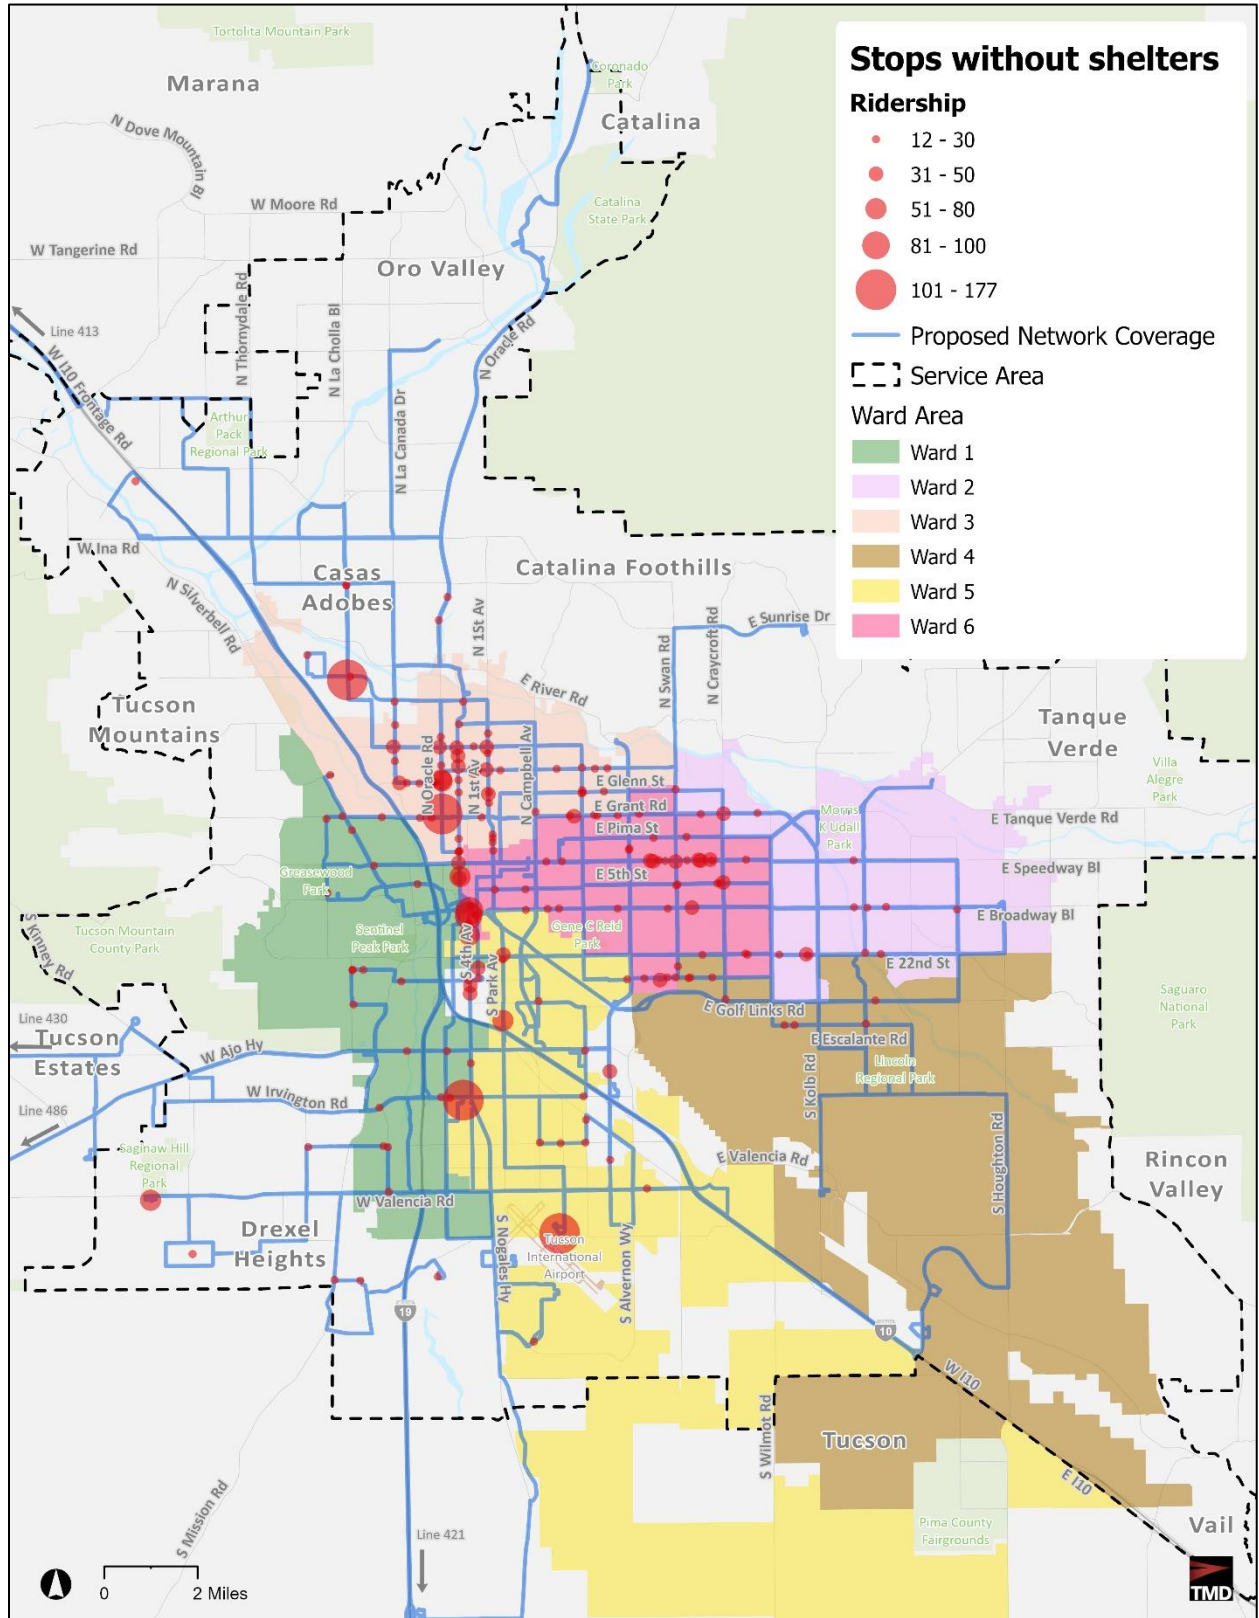 Stops without shelters
Ridership
12 - 30
31 - 50
51 - 80
81 - 100
101 - 177
Proposed Network Coverage
Service Area
Ward Area
Ward 1
Ward 2
Ward 3
Ward 4
Ward 5
Ward 6
Tortolita Mountain Park
Marana
Coronado
Park
Catalina
N Dove Mountain Bl
W Moore Rd
Catalina
State Park
W Tangerine Rd
Oro Valley
N Thornydale Rd
N La Cholla Bl
Line 413
N Oracle Rd
W I10 Frontage Rd
N La Canada Dr
Arthur
Pack
Regional Park
W Ina Rd
Casas
Adobes
Catalina Foothills
N Silverbell Rd
N 1St Av
N Swan Rd
N Craycroft Rd
E Sunrise Dr
E River Rd
Tucson
Mountains
Tanque
Verde
N Oracle Rd
N 1st Av
N Campbell Av
E Glenn St
Villa
Alegre
Park
E Grant Rd
Morris
K Udall
Park
E Tanque Verde Rd
E Pima St
Greasewood
Park
E 5th St
E Speedway Bl
E Broadway Bl
Tucson Mountain
County Park
Sentinel
Peak Park
Gene C Reid
Park
S Kinney Rd
S 4th Av
S Park Av
E 22nd St
Saguaro
National
Park
Line 430
E Golf Links Rd
Tucson
Estates
W Ajo Hy
E Escalante Rd
Lincoln
Regional Park
W Irvington Rd
S Kolb Rd
Line 486
Saginaw Hill
Regional
Park
E Valencia Rd
S Houghton Rd
Rincon
Valley
W Valencia Rd
Drexel
Heights
S Nogales Hy
Tucson
International
Airport
S Alvernon Wy
19
10
W I10
S Wilmot Rd
Tucson
E I10
S Mission Rd
Pima County
Fairgrounds
Vail
Line 421
0 2 Miles
TMD